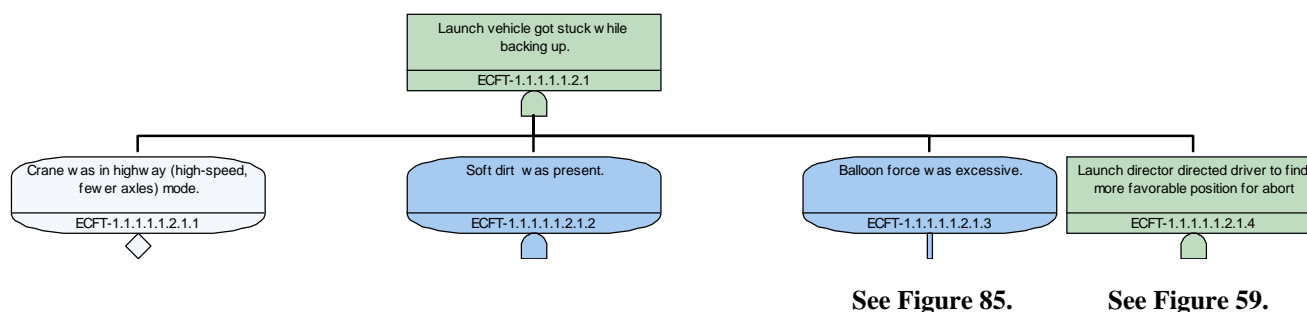 Launch vehicle got stuck while
backing up.
ECFT-1.1.1.1.1.2.1
Crane was in highway (high-speed,
fewer axles) mode.
ECFT-1.1.1.1.1.2.1.1
Soft dirt was present.
ECFT-1.1.1.1.1.2.1.2
Balloon force was excessive.
ECFT-1.1.1.1.1.2.1.3
Launch director directed driver to find
more favorable position for abort
ECFT-1.1.1.1.1.2.1.4
See Figure 85.
See Figure 59.